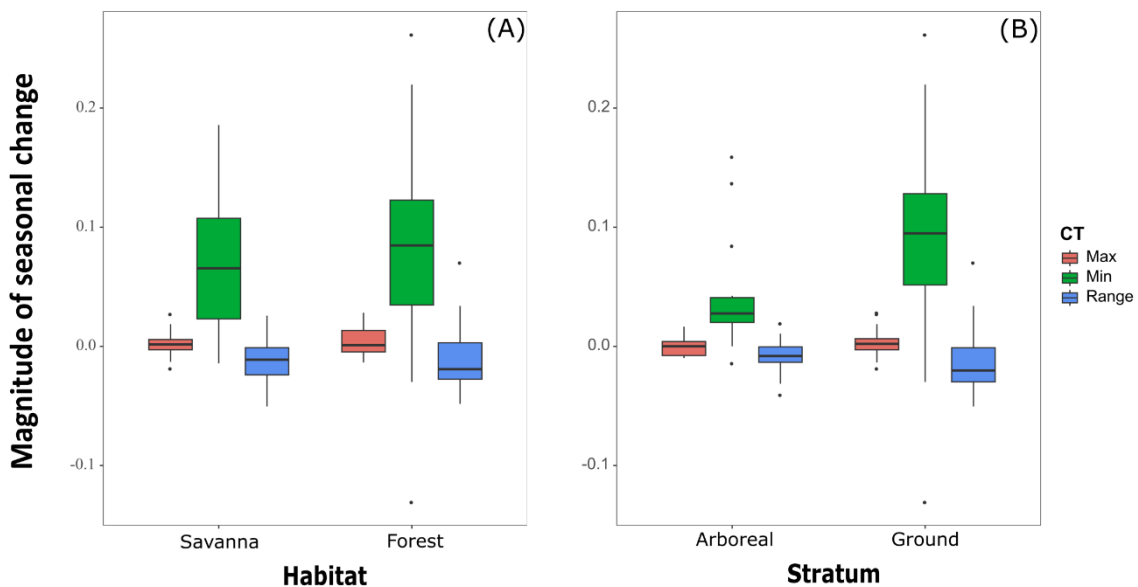 (A)
(B)
Magnitude of seasonal change
0.2
0.1
0.0
-0.1
Savanna
Forest
Habitat
0.2
0.1
0.0
-0.1
Arboreal
Ground
Stratum
CT
Max
Min
Range